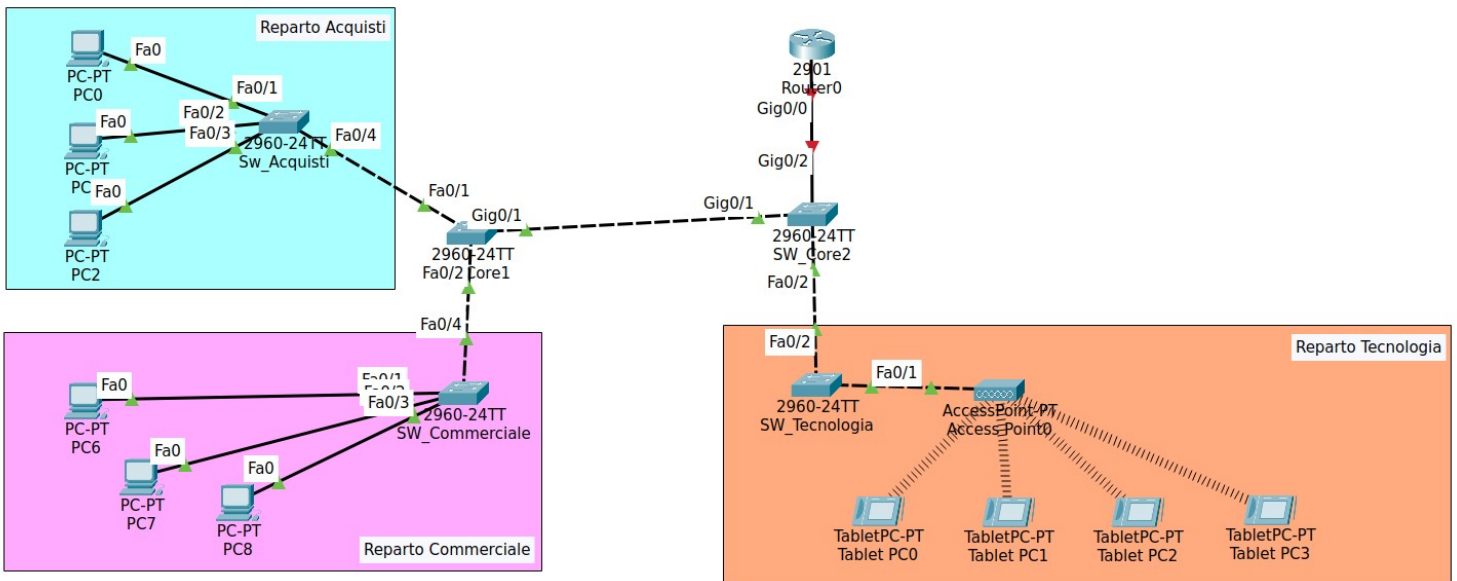 Reparto Acquisti
Fa0
PC-PT
PC0
Fa0/1
Fa0/2
Fa0
Fa0/3
PC-PT
Fa0
PC-PT
PC2
2960-24TT
Sw_Acquisti
Fa0/4
Fa0/1
Gig0/1
2960-24TT
Fa0/2 Core1
2901
Router0
Gig0/0
Gig0/2
Gig0/1
2960-24TT
SW_Core2
Fa0/2
Fa0/4
Fa0
PC-PT
PC6
Fa0/3
2960-24TT
SW_Commerciale
Fa0
PC-PT
PC7
Fa0
PC-PT
PC8
Reparto Commerciale
Reparto Tecnologia
Fa0/2
Fa0/1
2960-24TT
SW_Tecnologia
AccessPoint-PT
Access Point0
TabletPC-PT
Tablet PC0
TabletPC-PT
Tablet PC1
TabletPC-PT
Tablet PC2
TabletPC-PT
Tablet PC3